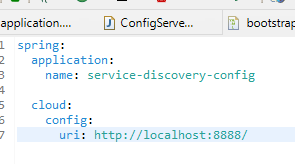 application....
ConfigServe...
bootstrap
1 spring:
2 application:
3 name: service-discovery-config
4
5 cloud:
6 config:
7 uri: http://localhost:8888/